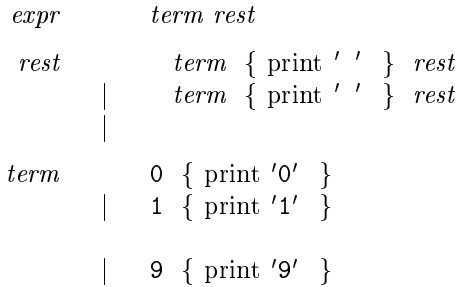 expr term rest
rest term { print ' ' } rest
| term { print ' ' } rest
|
term 0 { print '0' }
| 1 { print '1' }
| 9 { print '9' }